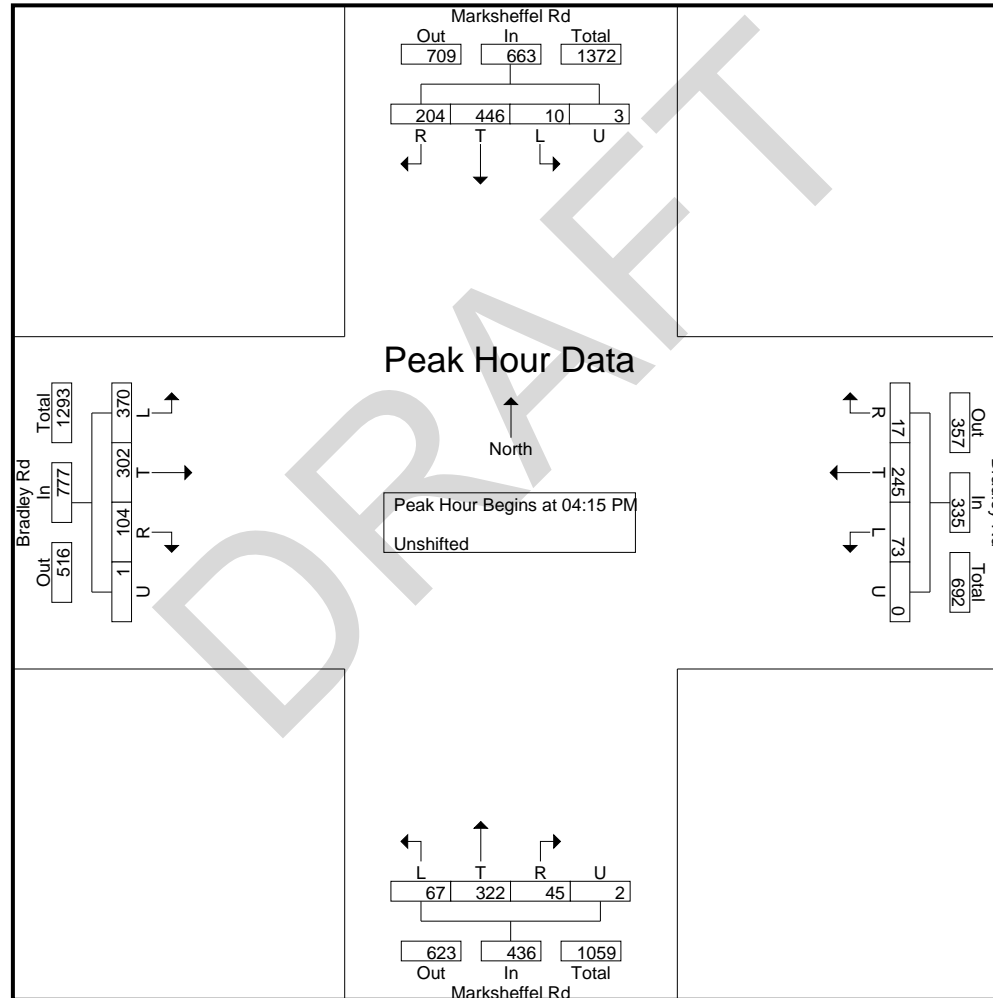 Marksheffel Rd
Out In Total
709 663 1372
204 446 10 3
R T L U
Peak Hour Data
North
Peak Hour Begins at 04:15 PM
Unshifted
Bradley Rd
Out In Total
516 777 1293
370 302 104 1
L T R U
Out In Total
357 335 692
17 245 73 0
R T L U
L T R U
67 322 45 2
623 436 1059
Out In Total
Marksheffel Rd
DRAFT